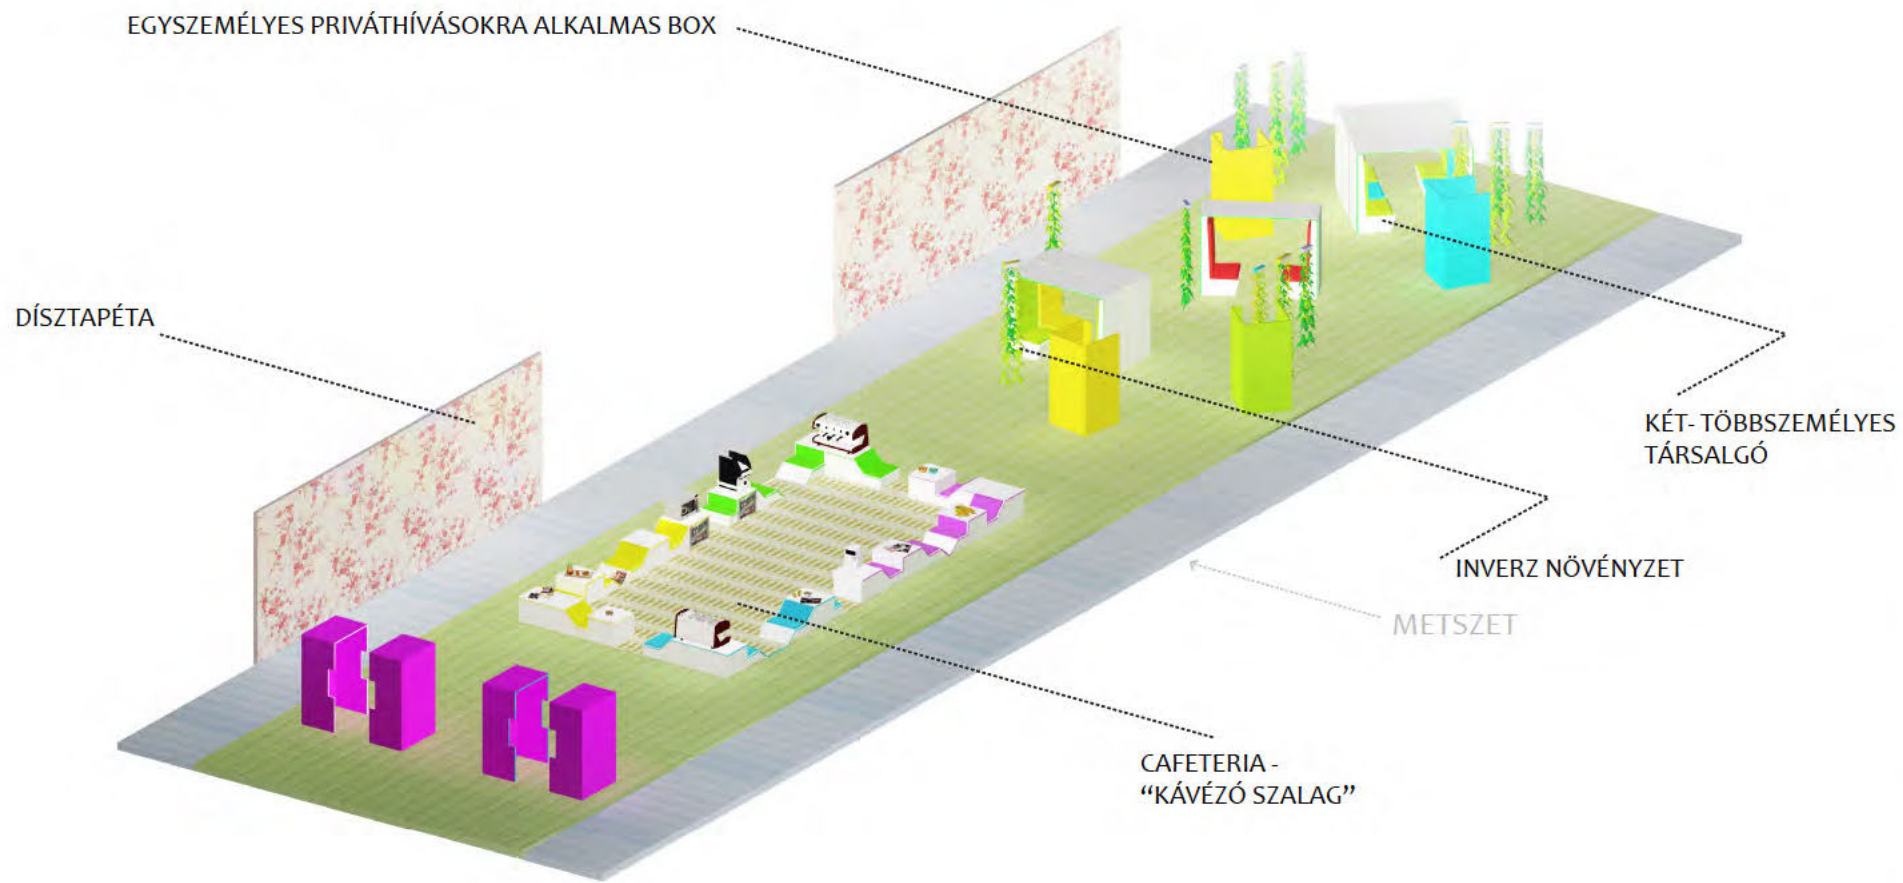 EGYSZEMÉLYES PRIVÁTHÍVÁSOKRA ALKALMAS BOX
DÍSZTAPÉTA
KÉT- TÖBBSZEMÉLYES
TÁRSALGÓ
INVERZ NÖVÉNYZET
METSZET
CAFETERIA -
“KÁVÉZÓ SZALAG”